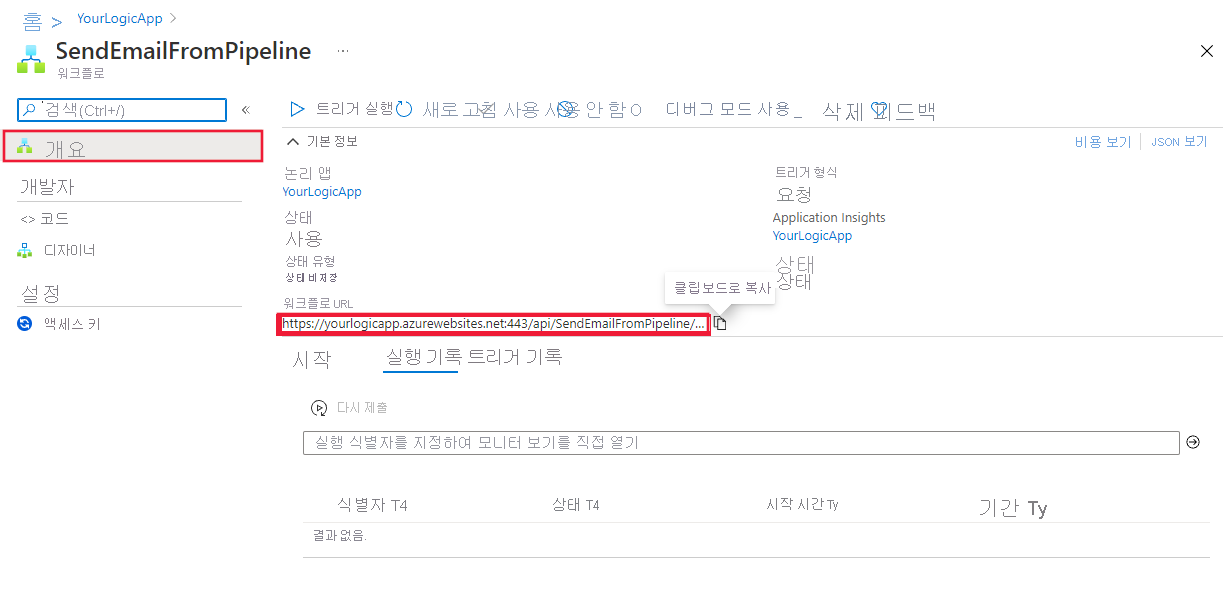 홈 > YourLogicApp >
SendEmailFromPipeline ...
워크플로
검색(Ctrl+/) «
트리거 실행 새로 고침 사용 사용 안 함 디버그 모드 사용 삭제 피드백
개요
기본 정보
비용 보기 JSON 보기
개발자
<> 코드
디자이너
설정
액세스 키
논리 앱
YourLogicApp
상태
사용
상태 유형
상태 비저장
워크플로 URL
https://yourlogicapp.azurewebsites.net:443/api/SendEmailFromPipeline/...
트리거 형식
요청
Application Insights
YourLogicApp
상태
상태
클립보드로 복사
시작 실행 기록 트리거 기록
다시 제출
실행 식별자를 지정하여 모니터 보기를 직접 열기
식별자 T4 상태 T4 시작 시간 Ty 기간 Ty
결과 없음.